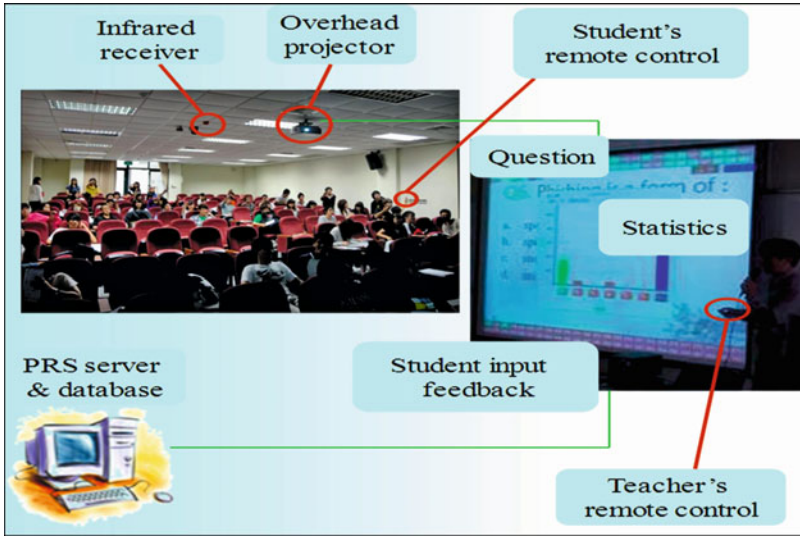 Infrared
receiver
Overhead
projector
Student's
remote control
Question
Phishing is a form of :
Statistics
a.
b.
d.
PRS server
& database
Student input
feedback
Teacher's
remote control